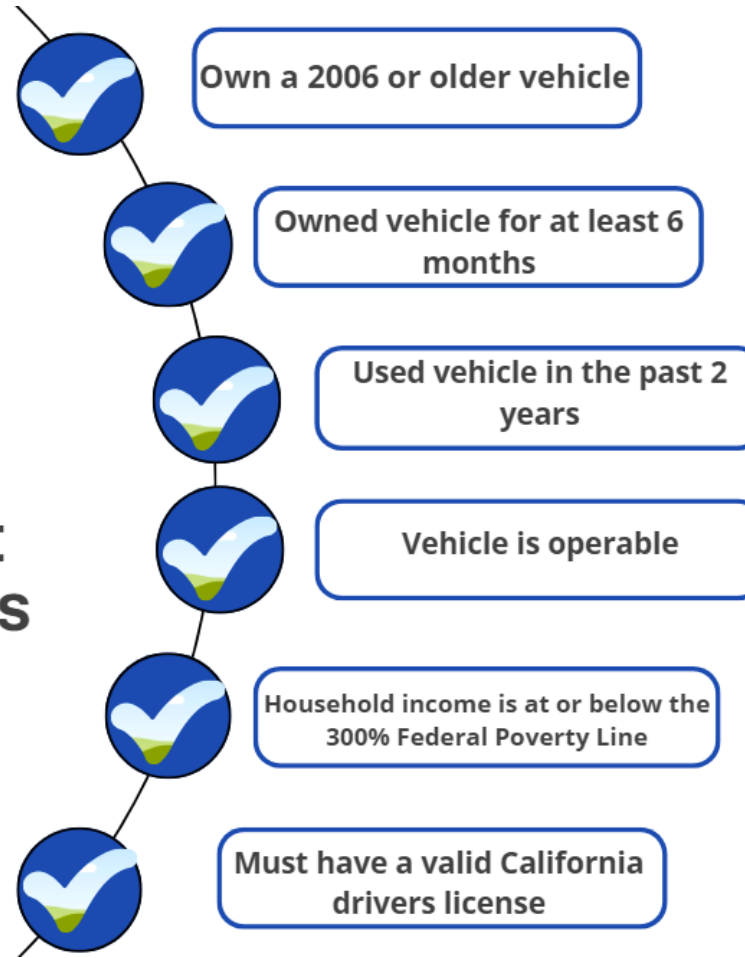 Own a 2006 or older vehicle
Owned vehicle for at least 6
months
Used vehicle in the past 2
years
Vehicle is operable
Household income is at or below the
300% Federal Poverty Line
Must have a valid California
drivers license